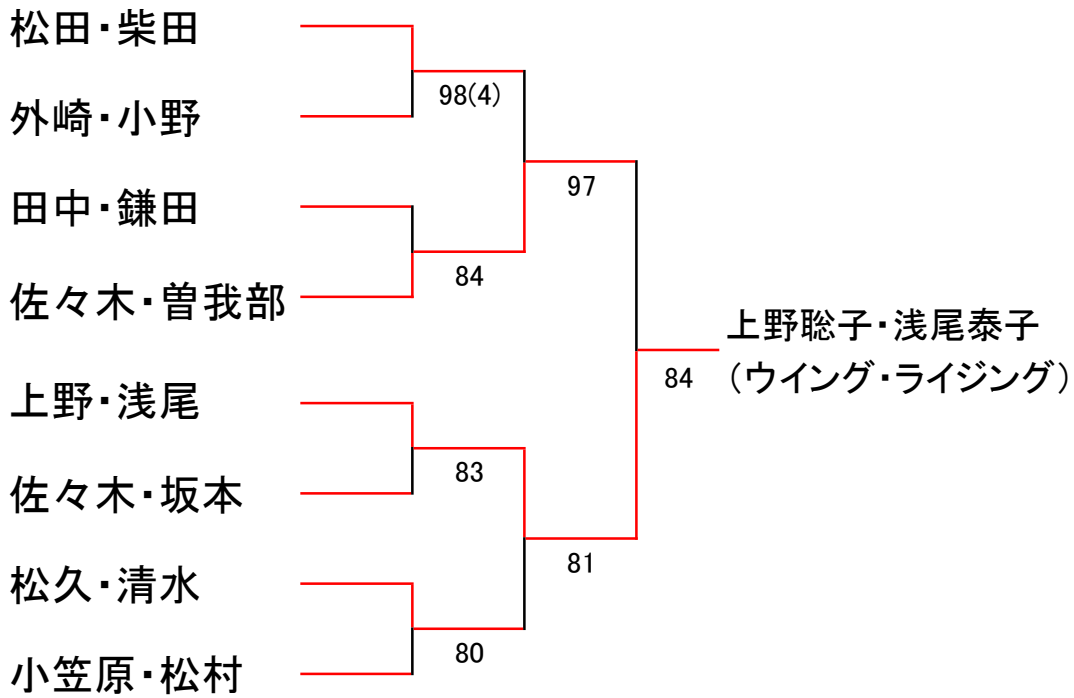 松田・柴田
98(4)
外崎・小野
97
田中・鎌田
84
佐々木・曽我部
上野聡子・浅尾泰子
84
(ウイング・ライジング)
上野・浅尾
83
佐々木・坂本
81
松久・清水
80
小笠原・松村